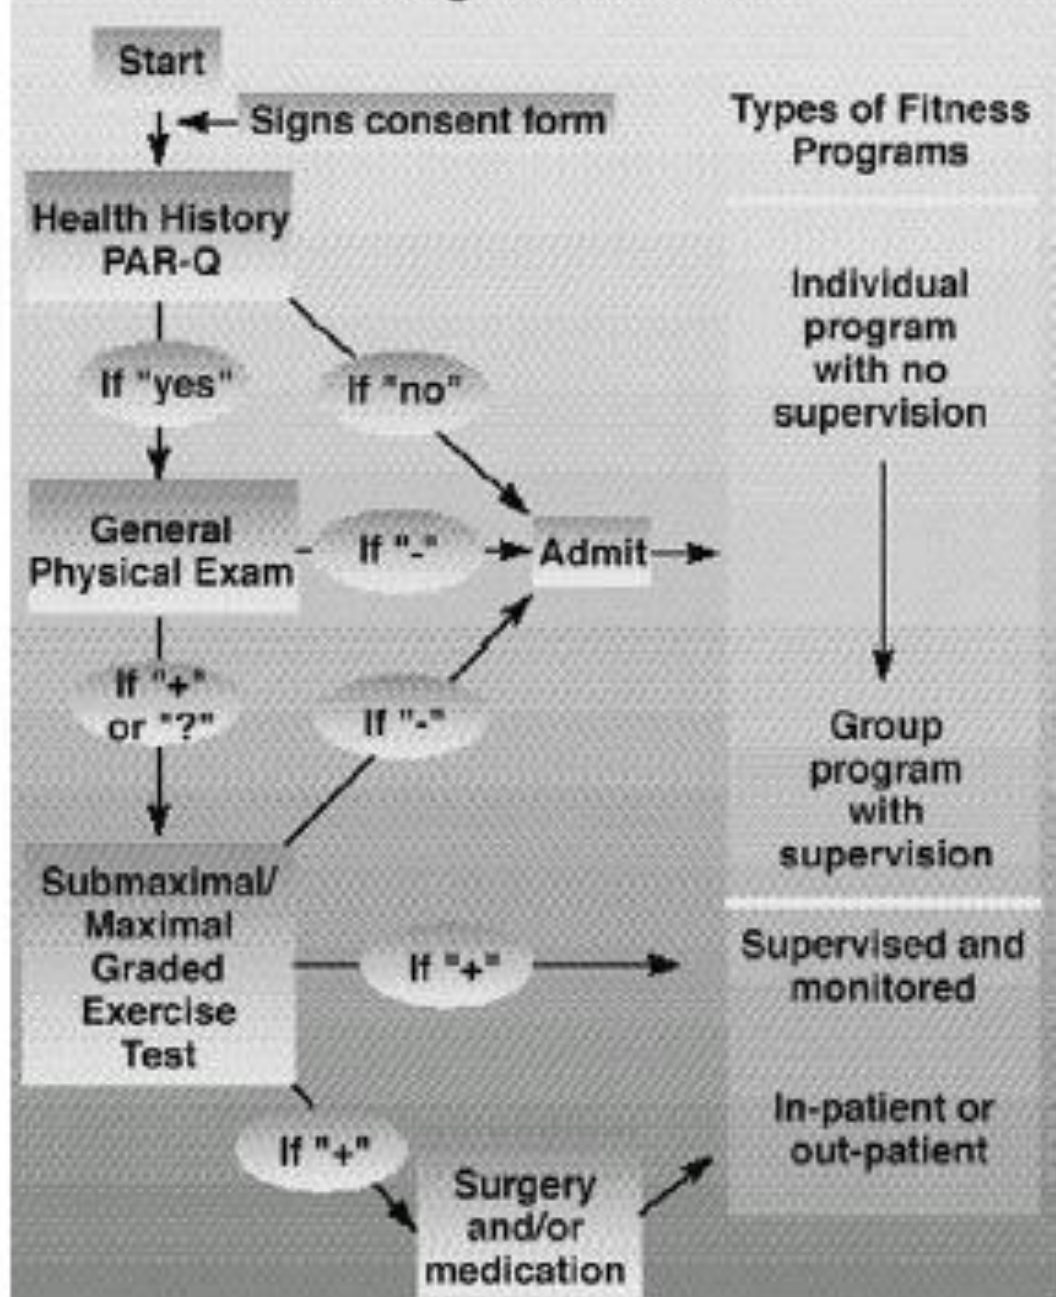 Start
Signs consent form
Health History
PAR-Q
If "yes"
If "no"
General
Physical Exam
If "-"
Admit
If "+"
or "?"
If "-"
Submaximal/
Maximal
Graded
Exercise
Test
If "+"
If "+"
Surgery
and/or
medication
Types of Fitness
Programs
Individual
program
with no
supervision
Group
program
with
supervision
Supervised and
monitored
In-patient or
out-patient